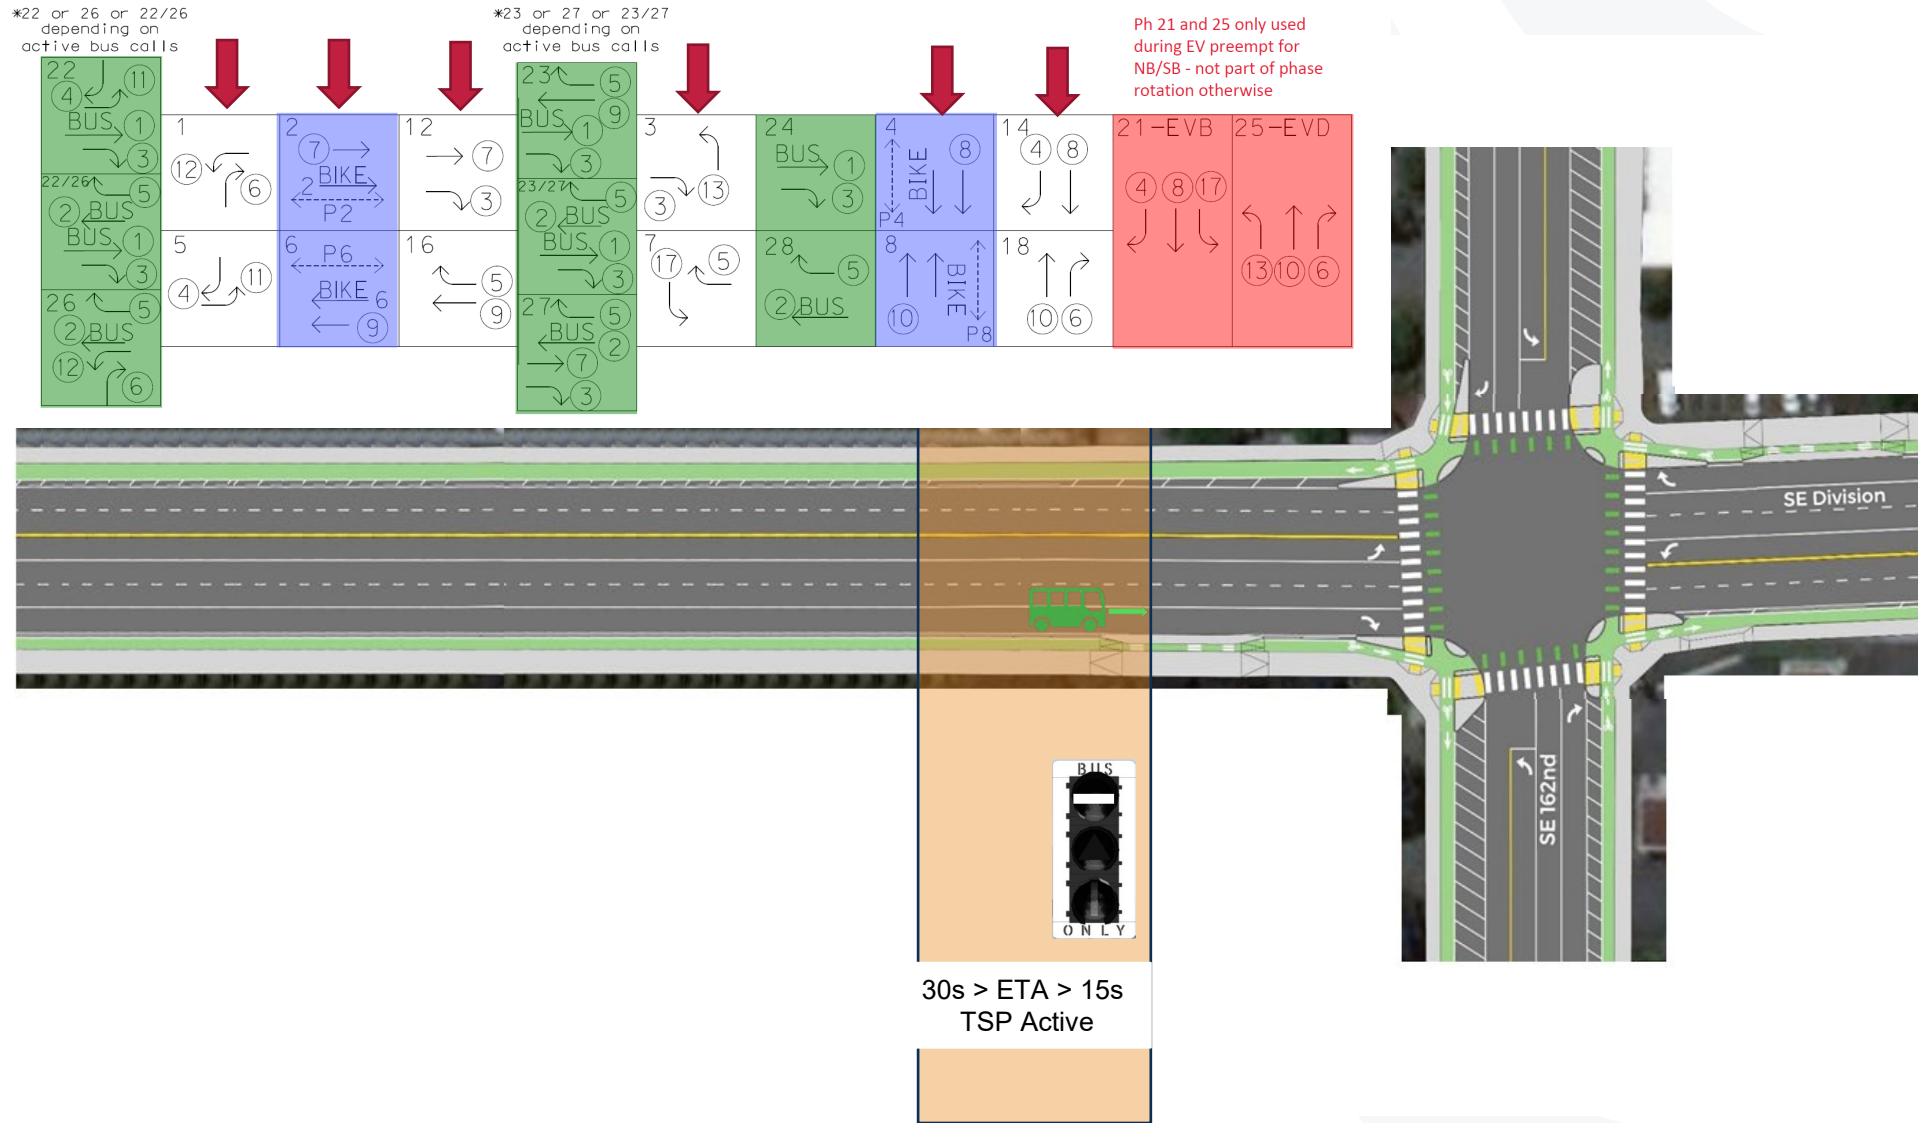 *22 or 26 or 22/26
depending on
active bus calls
*23 or 27 or 23/27
depending on
active bus calls
Ph 21 and 25 only used
during EV preempt for
NB/SB - not part of phase
rotation otherwise
22
11
4
BUS
1
3
22/26
5
2
BUS
BUS
1
3
26
5
2
BUS
12
6
1
12
6
5
4
11
2
7
BIKE
2
P2
6
P6
BIKE
6
9
12
7
3
16
5
9
23
5
9
BUS
1
3
23/27
5
2
BUS
BUS
1
3
27
5
BUS
2
7
3
3
3
13
7
17
5
24
BUS
1
3
28
5
2
BUS
4
BIKE
8
P4
8
BIKE
10
P8
14
4
8
18
10
6
21-EVB
4
8
17
25-EVD
13
10
6
SE Division
SE 162nd
BUS
ONLY
30s > ETA > 15s
TSP Active